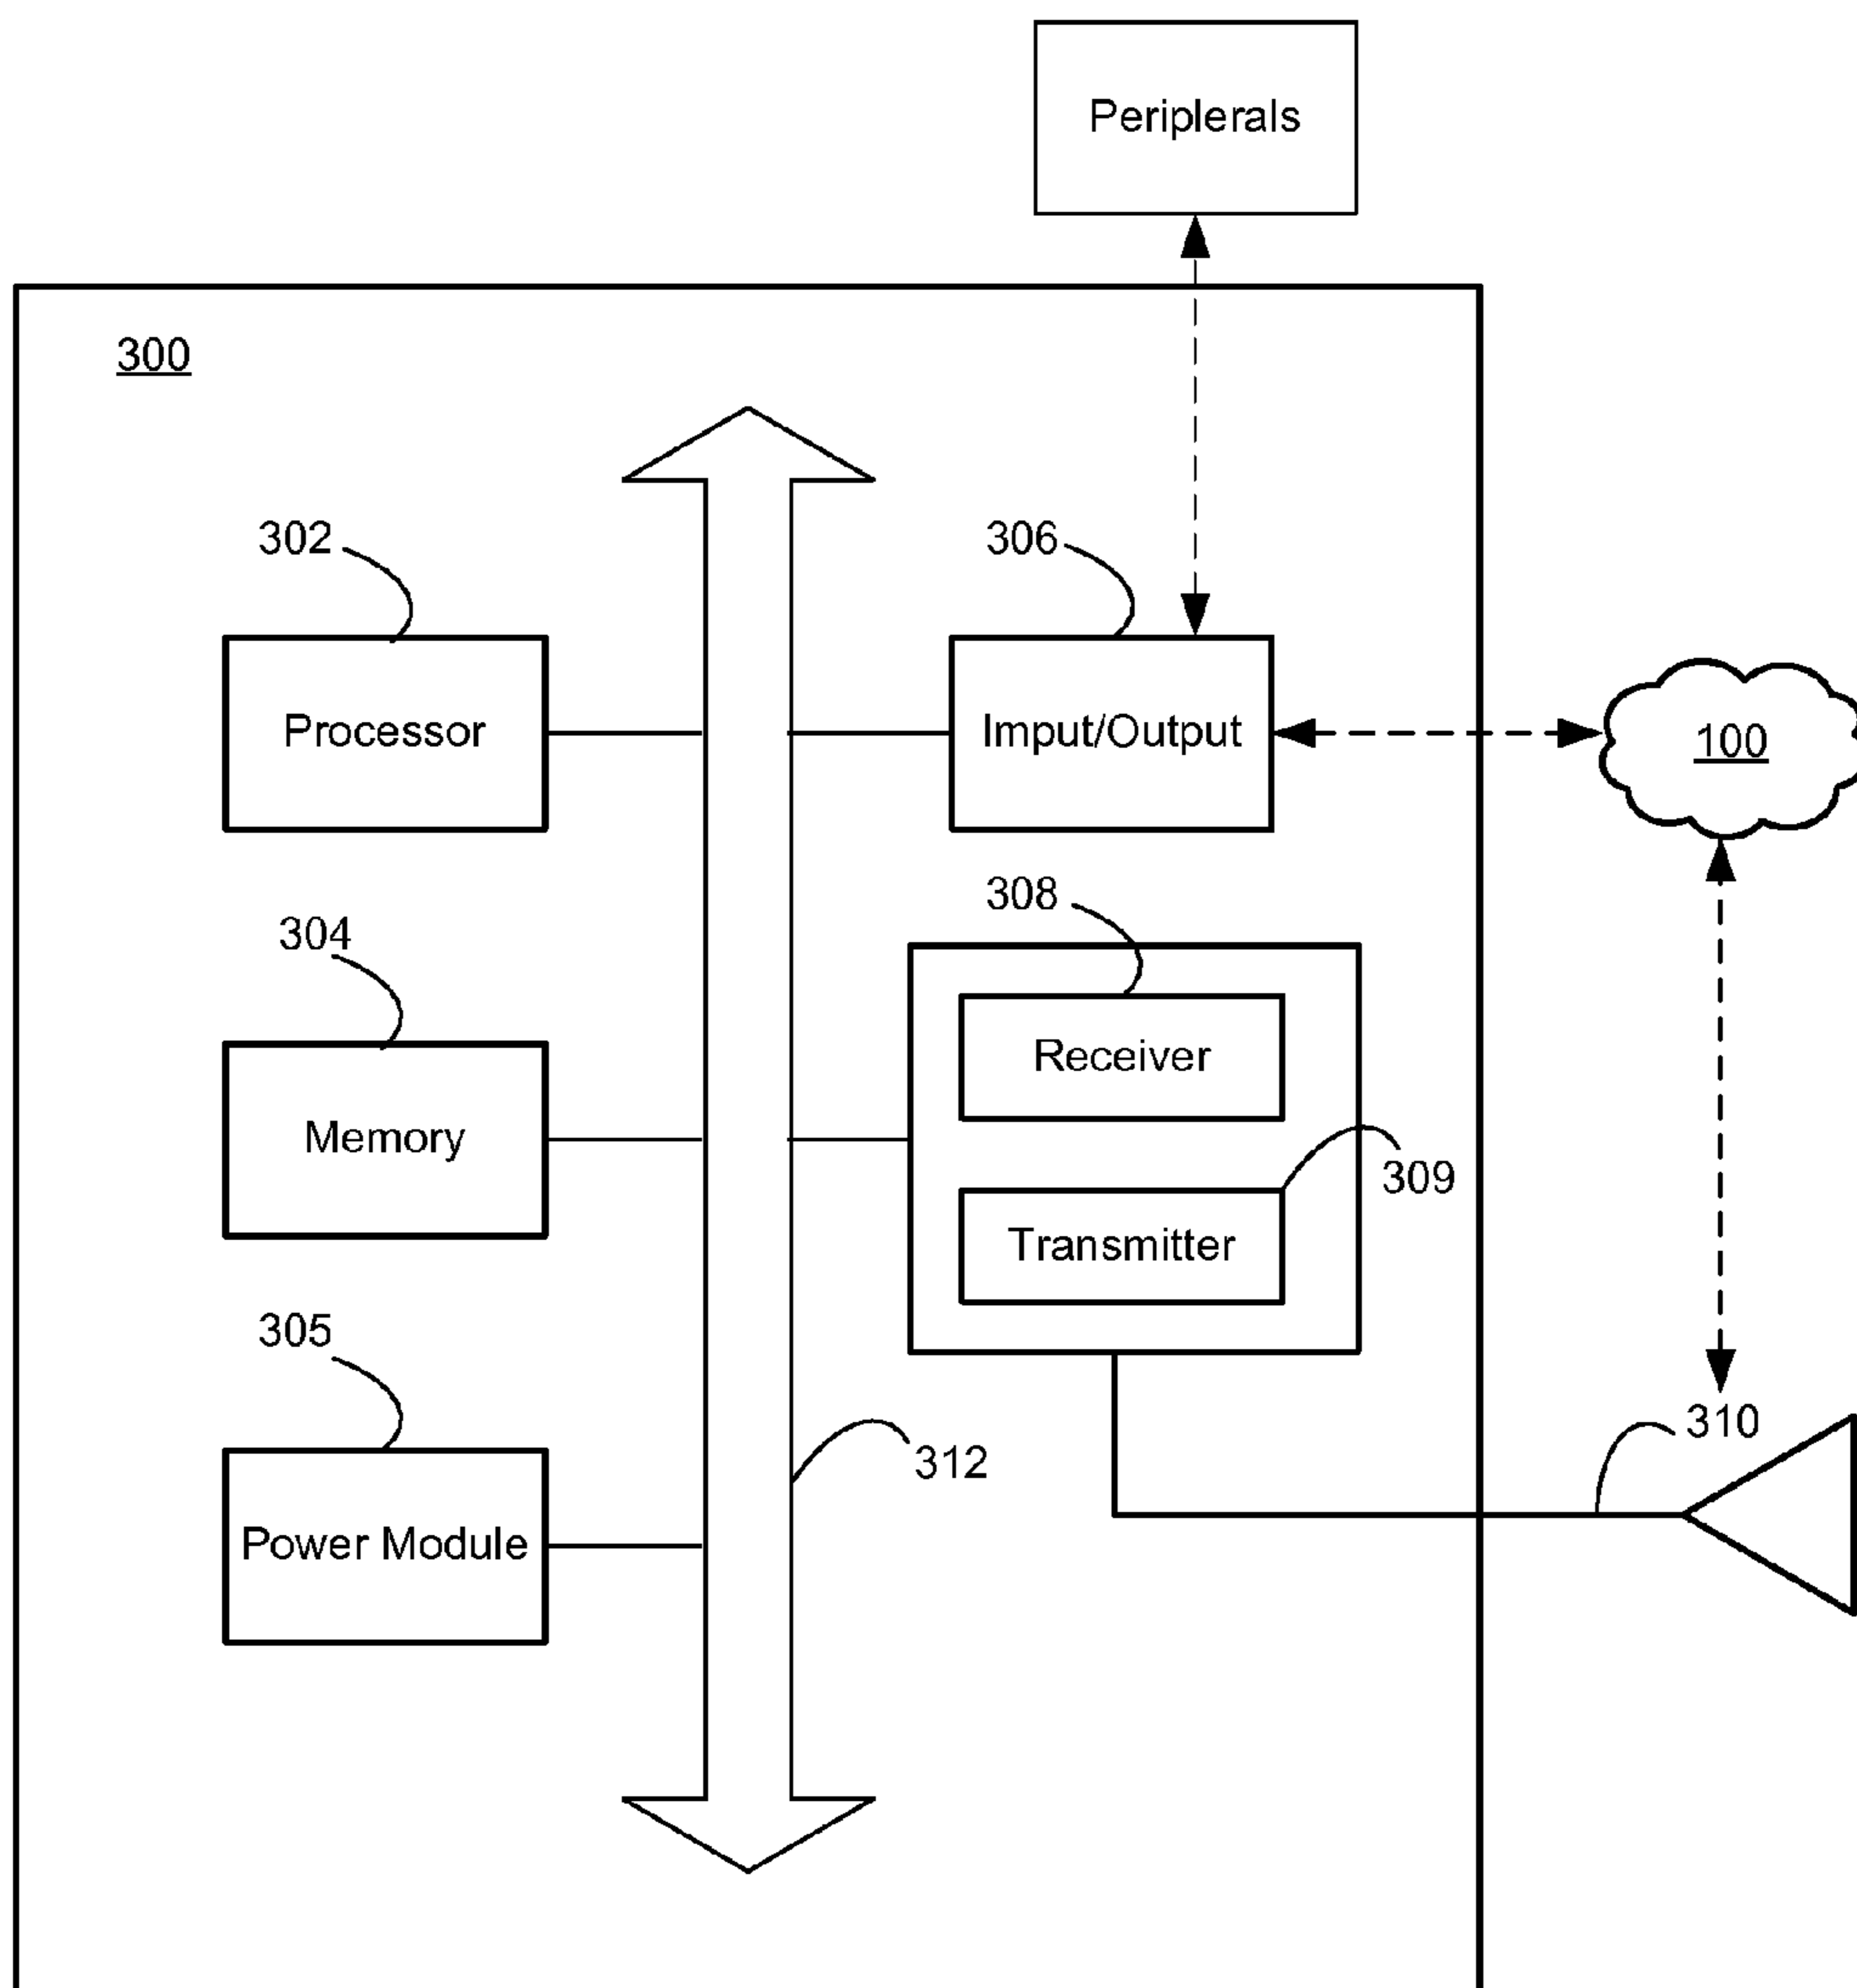 Periplerals
300
302
306
Processor
Imput/Output
100
308
304
Receiver
Memory
309
Transmitter
305
310
312
Power Module